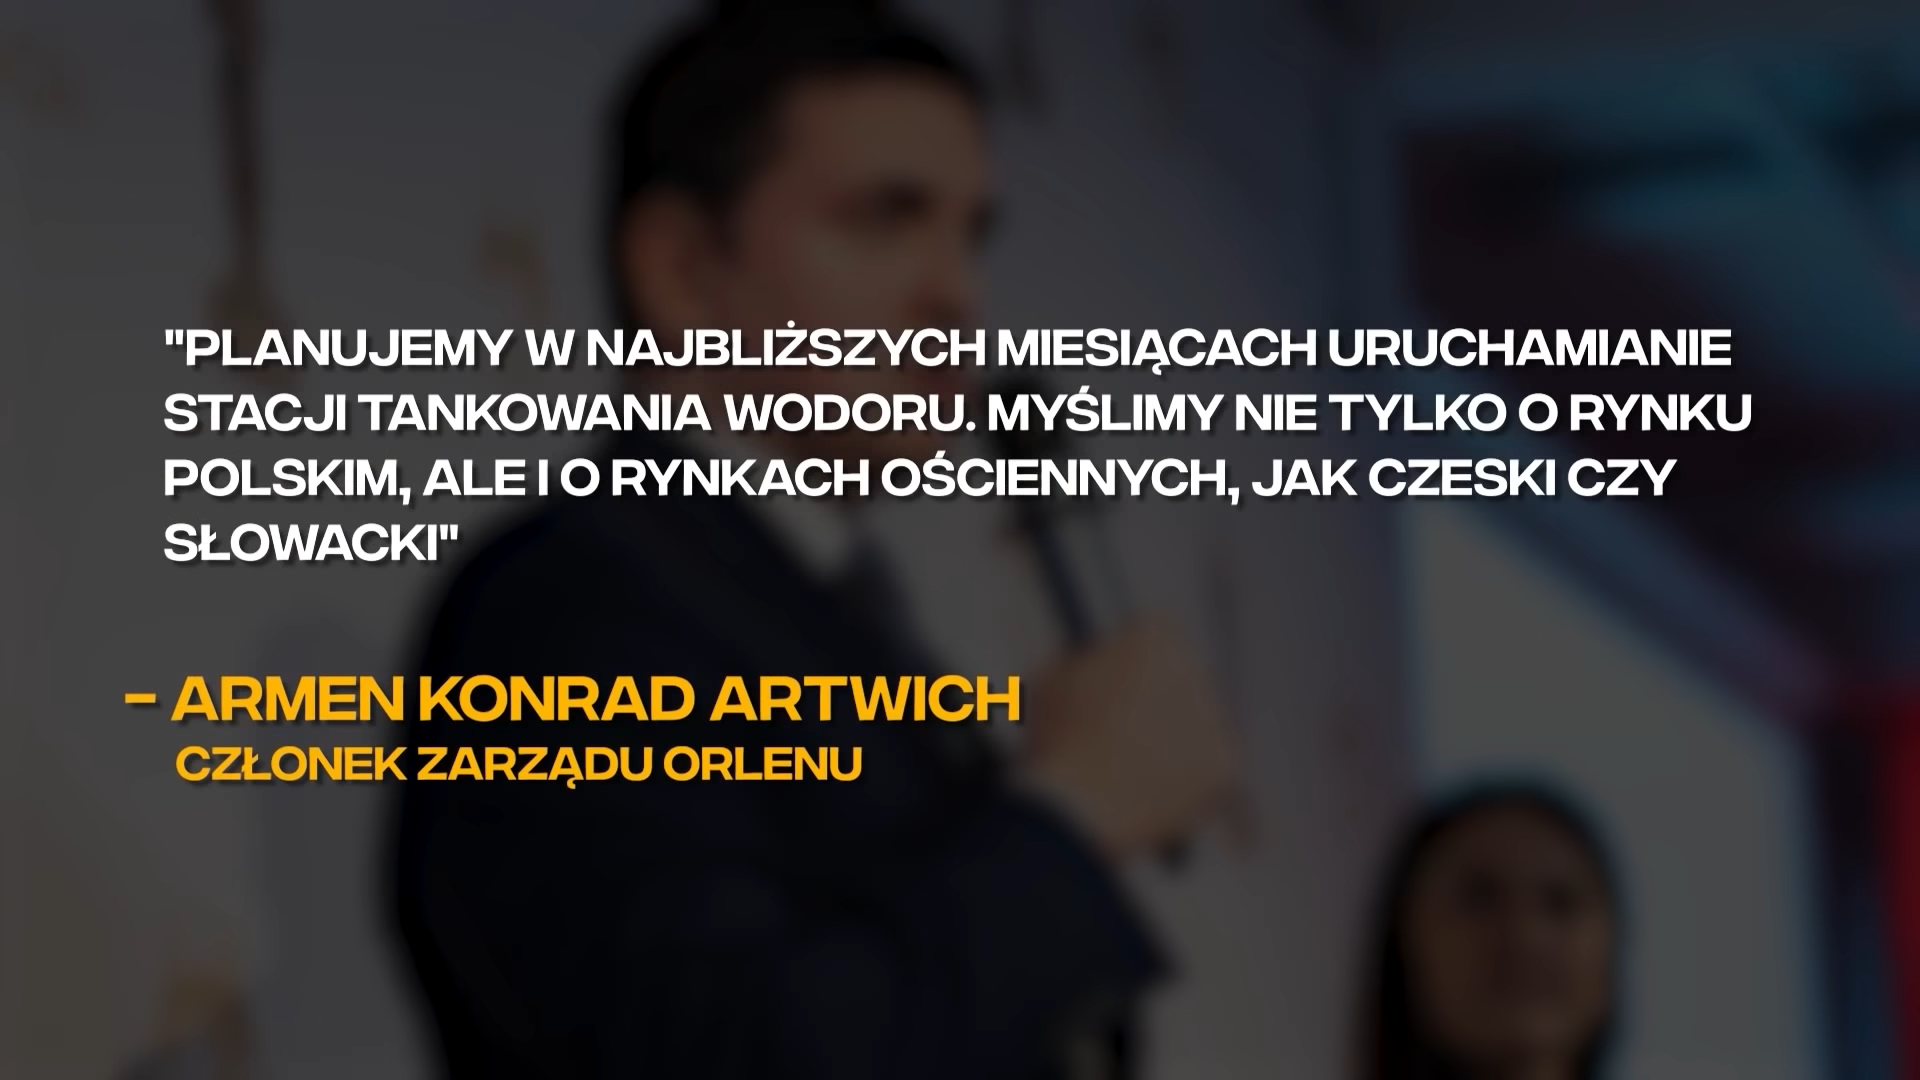 "PLANUJEMY W NAJBLIŻSZYCH MIESIĄCACH URUCHAMIANIE
STACJI TANKOWANIA WODORU. MYŚLIMY NIE TYLKO O RYNKU
POLSKIM, ALE I O RYNKACH OŚCIENNYCH, JAK CZESKI CZY
SŁOWACKI"
– ARMEN KONRAD ARTWICH
CZŁONEK ZARZĄDU ORLENU